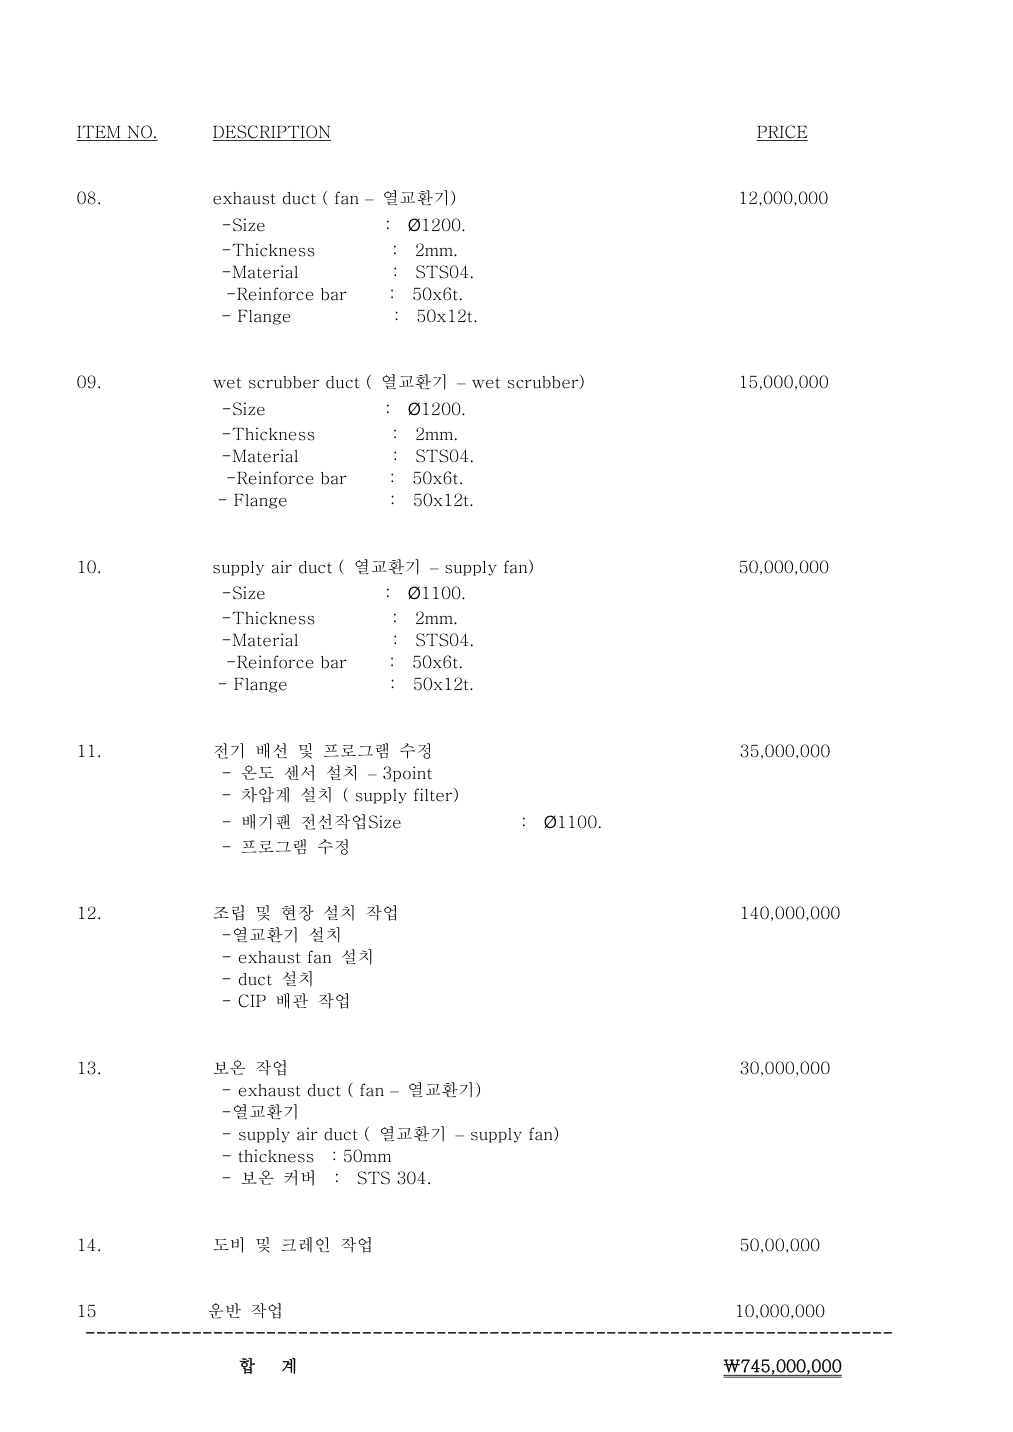 ITEM NO. DESCRIPTION PRICE
08. exhaust duct ( fan – 열교환기) 12,000,000
-Size : Ø1200.
-Thickness : 2mm.
-Material : STS04.
-Reinforce bar : 50x6t.
- Flange : 50x12t.
09. wet scrubber duct ( 열교환기 – wet scrubber) 15,000,000
-Size : Ø1200.
-Thickness : 2mm.
-Material : STS04.
-Reinforce bar : 50x6t.
- Flange : 50x12t.
10. supply air duct ( 열교환기 – supply fan) 50,000,000
-Size : Ø1100.
-Thickness : 2mm.
-Material : STS04.
-Reinforce bar : 50x6t.
- Flange : 50x12t.
11. 전기 배선 및 프로그램 수정 35,000,000
- 온도 센서 설치 – 3point
- 차압계 설치 ( supply filter)
- 배기팬 전선작업Size : Ø1100.
- 프로그램 수정
12. 조립 및 현장 설치 작업 140,000,000
-열교환기 설치
- exhaust fan 설치
- duct 설치
- CIP 배관 작업
13. 보온 작업 30,000,000
- exhaust duct ( fan – 열교환기)
-열교환기
- supply air duct ( 열교환기 – supply fan)
- thickness : 50mm
- 보온 커버 : STS 304.
14. 도비 및 크레인 작업 50,00,000
15 운반 작업 10,000,000
합 계 ₩745,000,000